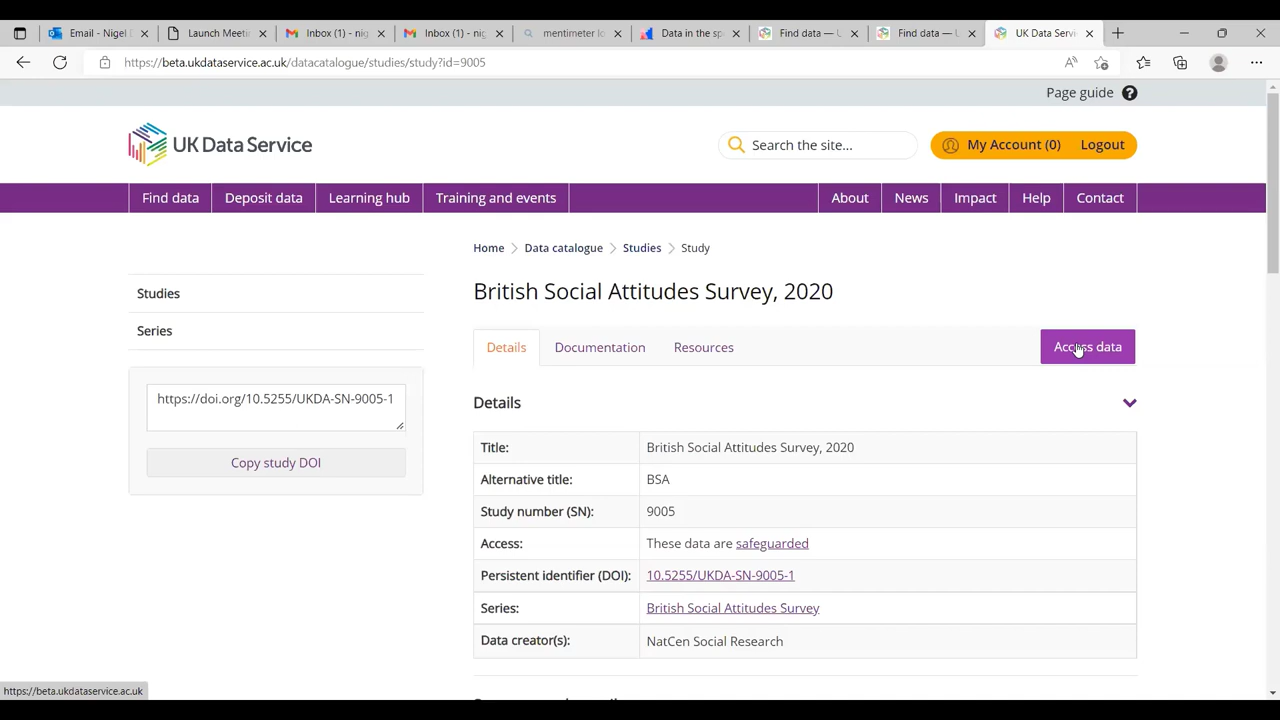 Email - Nigel
Launch Meeti
Inbox (1) - nig
Inbox (1) - nig
mentimeter lo
Data in the sp
Find data — U
Find data — U
UK Data Servi
https://beta.ukdataservice.ac.uk/datacatalogue/studies/study?id=9005
Page guide
UK Data Service
Search the site...
My Account (0) Logout
Find data Deposit data Learning hub Training and events About News Impact Help Contact
Home > Data catalogue > Studies > Study
Studies
Series
https://doi.org/10.5255/UKDA-SN-9005-1
Copy study DOI
British Social Attitudes Survey, 2020
Details Documentation Resources Access data
Details
Title: British Social Attitudes Survey, 2020
Alternative title: BSA
Study number (SN): 9005
Access: These data are safeguarded
Persistent identifier (DOI): 10.5255/UKDA-SN-9005-1
Series: British Social Attitudes Survey
Data creator(s): NatCen Social Research
https://beta.ukdataservice.ac.uk